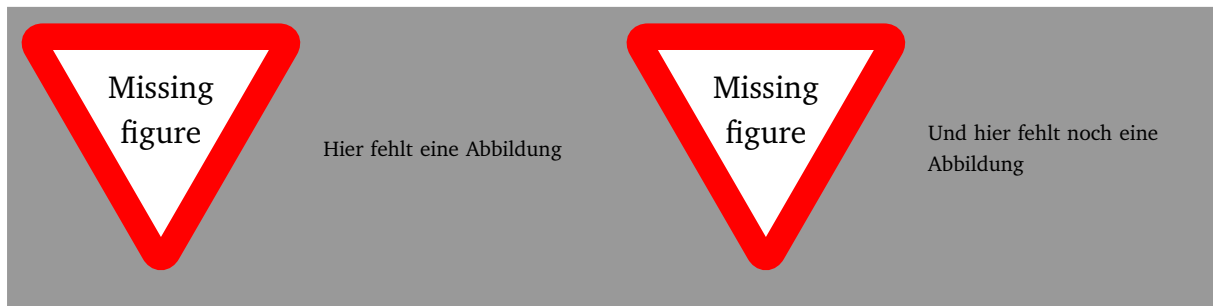 Missing
figure
Hier fehlt eine Abbildung
Missing
figure
Und hier fehlt noch eine
Abbildung